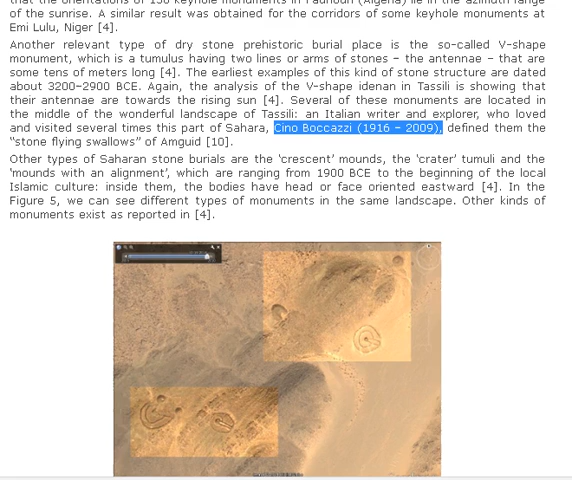 that the orientations of 156 keyhole monuments in Fadnoun (Algeria) lie in the azimuth range
of the sunrise. A similar result was obtained for the corridors of some keyhole monuments at
Emi Lulu, Niger [4].
Another relevant type of dry stone prehistoric burial place is the so-called V-shape
monument, which is a tumulus having two lines or arms of stones – the antennae – that are
some tens of meters long [4]. The earliest examples of this kind of stone structure are dated
about 3200–2900 BCE. Again, the analysis of the V-shape idenan in Tassili is showing that
their antennae are towards the rising sun [4]. Several of these monuments are located in
the middle of the wonderful landscape of Tassili: an Italian writer and explorer, who loved
and visited several times this part of Sahara, Cino Boccazzi (1916 – 2009), defined them the
“stone flying swallows” of Amguid [10].
Other types of Saharan stone burials are the ‘crescent’ mounds, the ‘crater’ tumuli and the
‘mounds with an alignment’, which are ranging from 1900 BCE to the beginning of the local
Islamic culture: inside them, the bodies have head or face oriented eastward [4]. In the
Figure 5, we can see different types of monuments in the same landscape. Other kinds of
monuments exist as reported in [4].